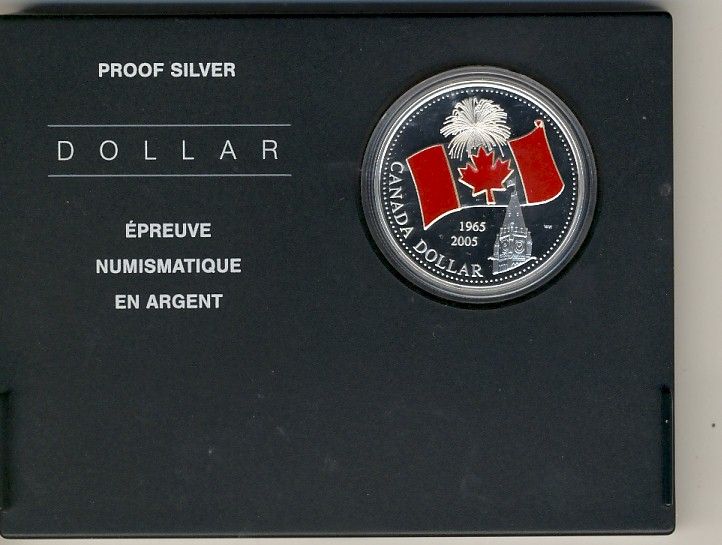 PROOF SILVER
DOLLAR
ÉPREUVE
NUMISMATIQUE
EN ARGENT
CANADA DOLLAR
1965
2005